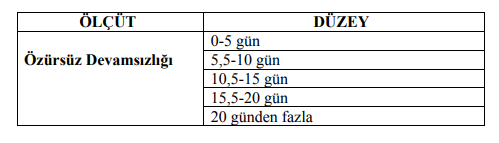 ÖLÇÜT DÜZEY
Özürsüz Devamsızlığı
0-5 gün
5,5-10 gün
10,5-15 gün
15,5-20 gün
20 günden fazla